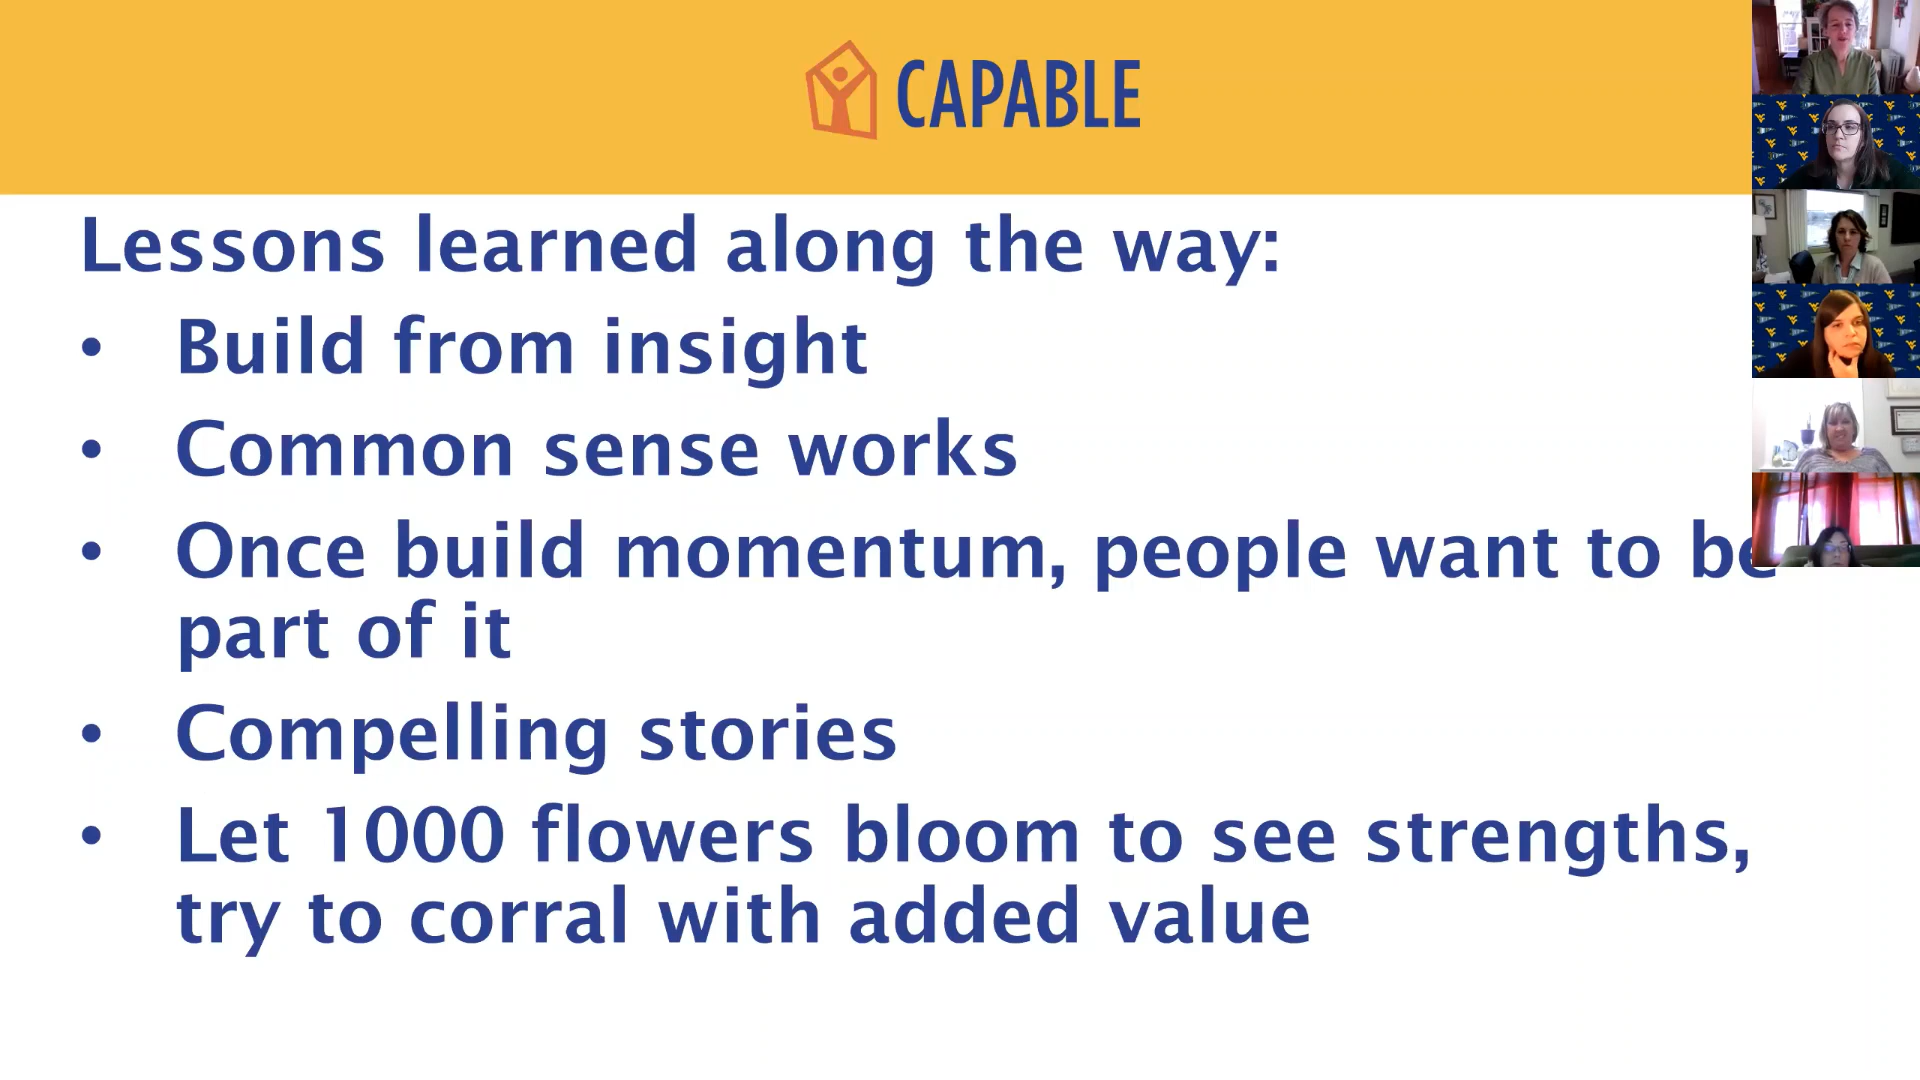 CAPABLE
Lessons learned along the way:
• Build from insight
• Common sense works
• Once build momentum, people want to be
part of it
• Compelling stories
• Let 1000 flowers bloom to see strengths,
try to corral with added value